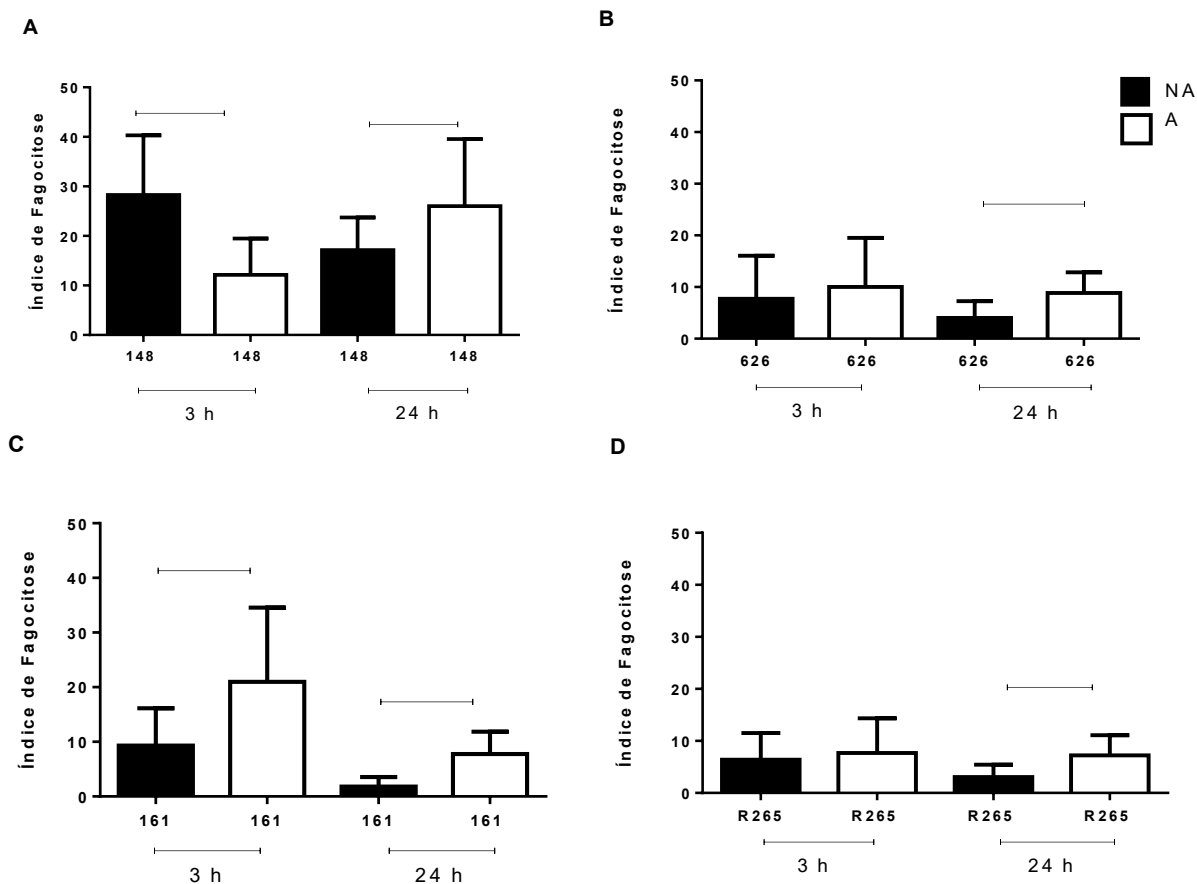 A
Índice de Fagocitose
50
40
30
20
10
0
148 148 148 148
3 h 24 h
B
NA
A
Índice de Fagocitose
50
40
30
20
10
0
626 626 626 626
3 h 24 h
C
Índice de Fagocitose
50
40
30
20
10
0
161 161 161 161
3 h 24 h
D
Índice de Fagocitose
50
40
30
20
10
0
R265 R265 R265 R265
3 h 24 h